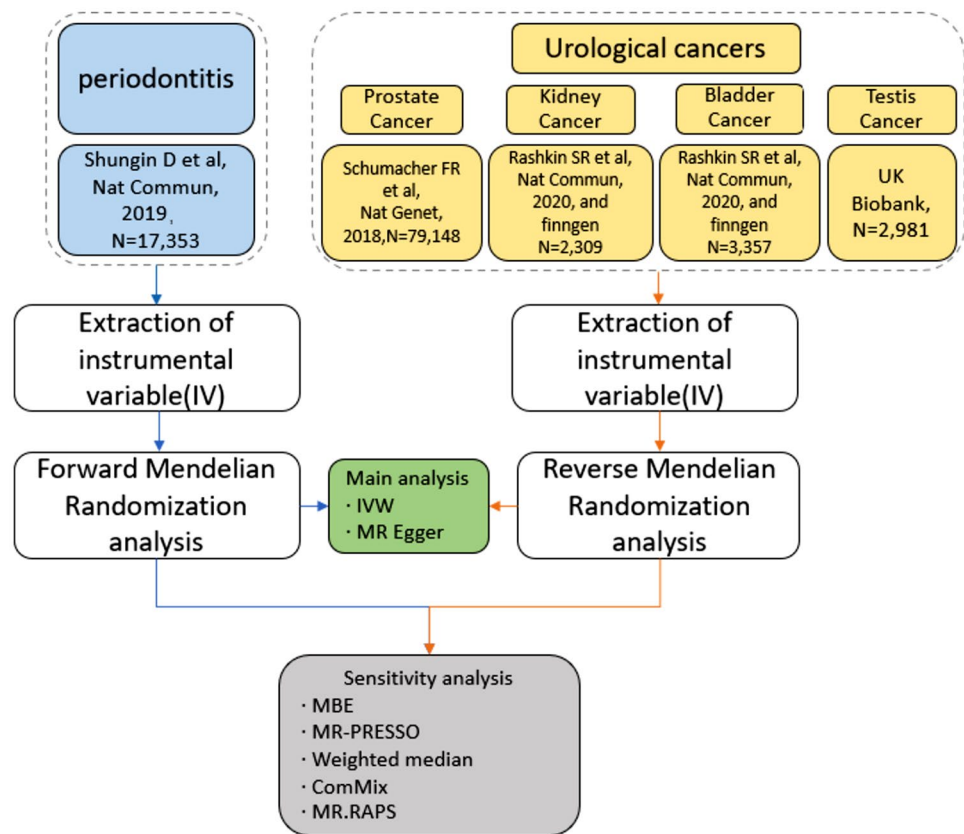 periodontitis
Shungin D et al,
Nat Commun,
2019,
N=17,353
Urological cancers
Prostate
Cancer
Kidney
Cancer
Bladder
Cancer
Testis
Cancer
Schumacher FR
et al,
Nat Genet,
2018,N=79,148
Rashkin SR et al,
Nat Commun,
2020, and
finngen
N=2,309
Rashkin SR et al,
Nat Commun,
2020, and
finngen
N=3,357
UK
Biobank,
N=2,981
Extraction of
instrumental
variable(IV)
Extraction of
instrumental
variable(IV)
Forward Mendelian
Randomization
analysis
Main analysis
· IVW
· MR Egger
Reverse Mendelian
Randomization
analysis
Sensitivity analysis
· MBE
· MR-PRESSO
· Weighted median
· ComMix
· MR.RAPS